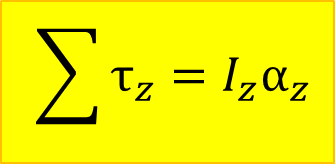 ∑ τ_z = I_z α_z